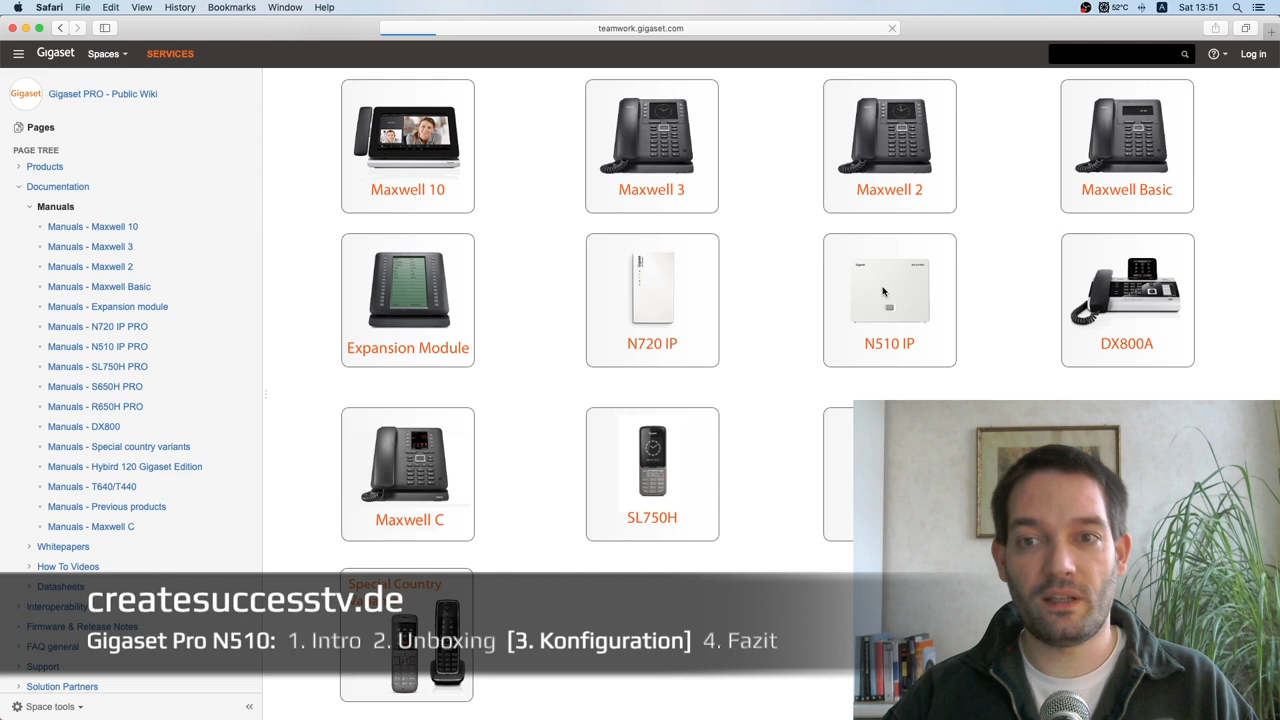 Safari File Edit View History Bookmarks Window Help
52°C A Sat 13:51
teamwork.gigaset.com
Gigaset Spaces SERVICES
Log in
Gigaset Gigaset PRO - Public Wiki
Pages
PAGE TREE
Products
Documentation
Manuals
Manuals - Maxwell 10
Manuals - Maxwell 3
Manuals - Maxwell 2
Manuals - Maxwell Basic
Manuals - Expansion module
Manuals - N720 IP PRO
Manuals - N510 IP PRO
Manuals - SL750H PRO
Manuals - S650H PRO
Manuals - R650H PRO
Manuals - DX800
Manuals - Special country variants
Manuals - Hybird 120 Gigaset Edition
Manuals - T640/T440
Manuals - Previous products
Manuals - Maxwell C
Whitepapers
How To Videos
Datasheets
Interoperability
Firmware & Release Notes
FAQ general
Support
Solution Partners
Space tools
Maxwell 10
Maxwell 3
Maxwell 2
Maxwell Basic
Expansion Module
N720 IP
N510 IP
DX800A
Maxwell C
SL750H
Special Country
createsuccesstv.de
Gigaset Pro N510: 1. Intro 2. Unboxing [3. Konfiguration] 4. Fazit